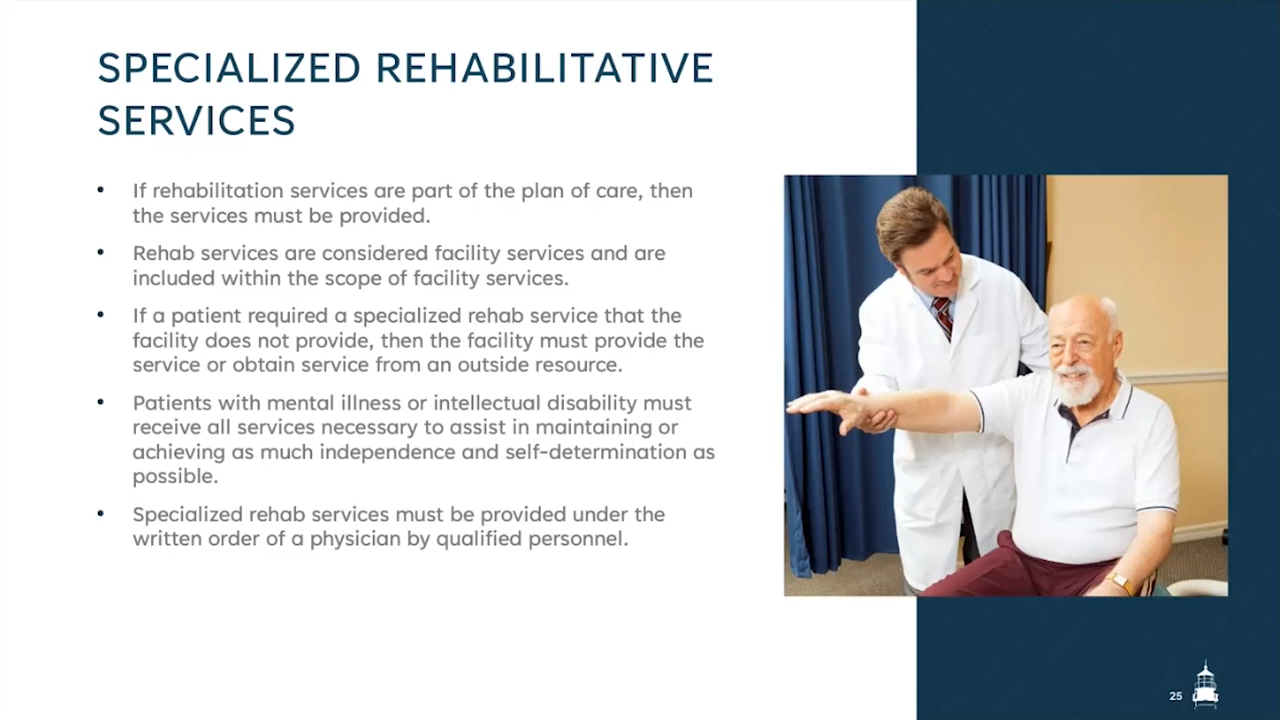 SPECIALIZED REHABILITATIVE
SERVICES
• If rehabilitation services are part of the plan of care, then
the services must be provided.
• Rehab services are considered facility services and are
included within the scope of facility services.
• If a patient required a specialized rehab service that the
facility does not provide, then the facility must provide the
service or obtain service from an outside resource.
• Patients with mental illness or intellectual disability must
receive all services necessary to assist in maintaining or
achieving as much independence and self-determination as
possible.
• Specialized rehab services must be provided under the
written order of a physician by qualified personnel.
25